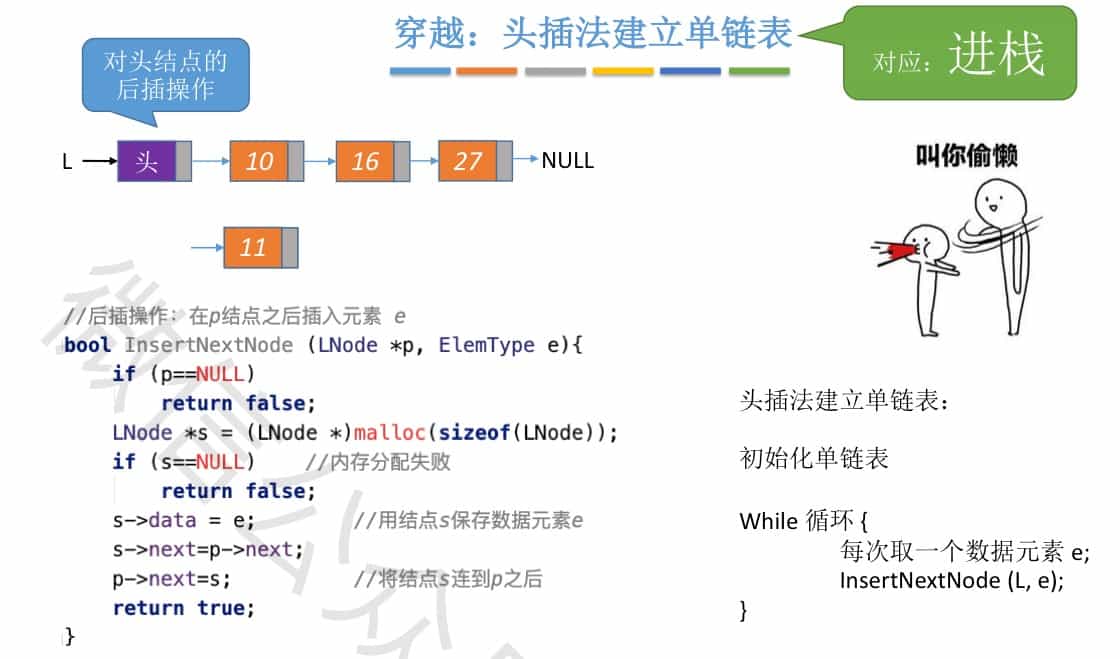 穿越：头插法建立单链表
对应：进栈
对头结点的
后插操作
L
头
10
16
27
NULL
11
叫你偷懒
//后插操作：在p结点之后插入元素 e
bool InsertNextNode (LNode *p, ElemType e){
if (p==NULL)
return false;
LNode *s = (LNode *)malloc(sizeof(LNode));
if (s==NULL) //内存分配失败
return false;
s->data = e; //用结点s保存数据元素e
s->next=p->next;
p->next=s; //将结点s连到p之后
return true;
}
头插法建立单链表：
初始化单链表
While 循环 {
每次取一个数据元素 e;
InsertNextNode (L, e);
}
微信公众